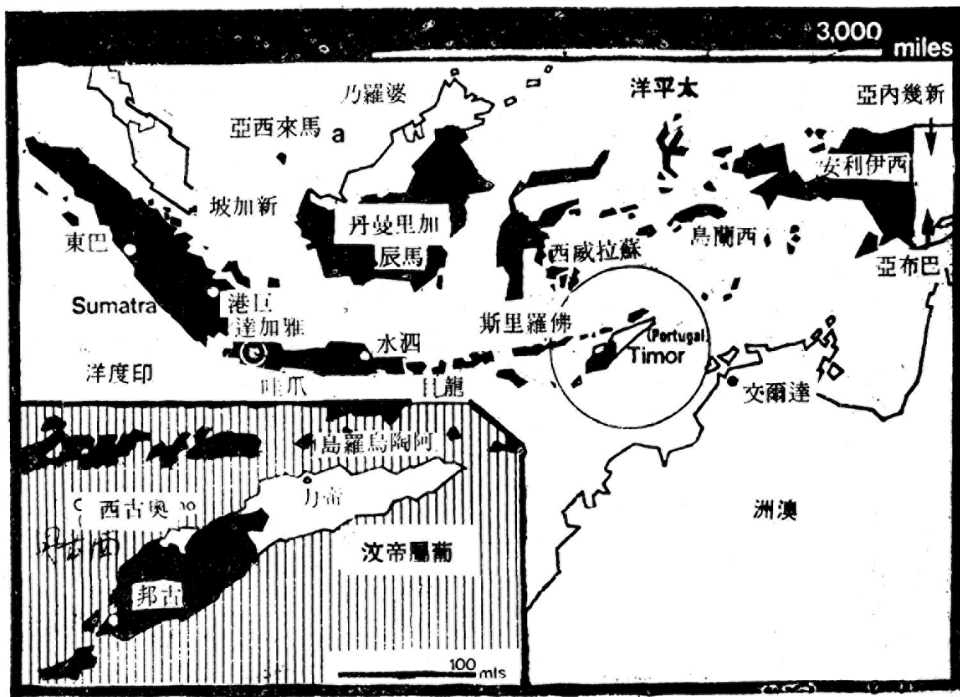 3,000 miles
新幾內亞
太平洋
婆羅乃
馬來西亞
a
西伊利安
新加坡
加里曼丹
馬辰
西蘭島
蘇拉威西
巴布亞
巴東
Sumatra
巨港
雅加達
佛羅里斯
泗水
(Portugal)
Timor
印度洋
爪哇
龍目
達爾文
阿陶烏羅島
帝力
奧古西
澳洲
葡屬帝汶
古邦
100 mls